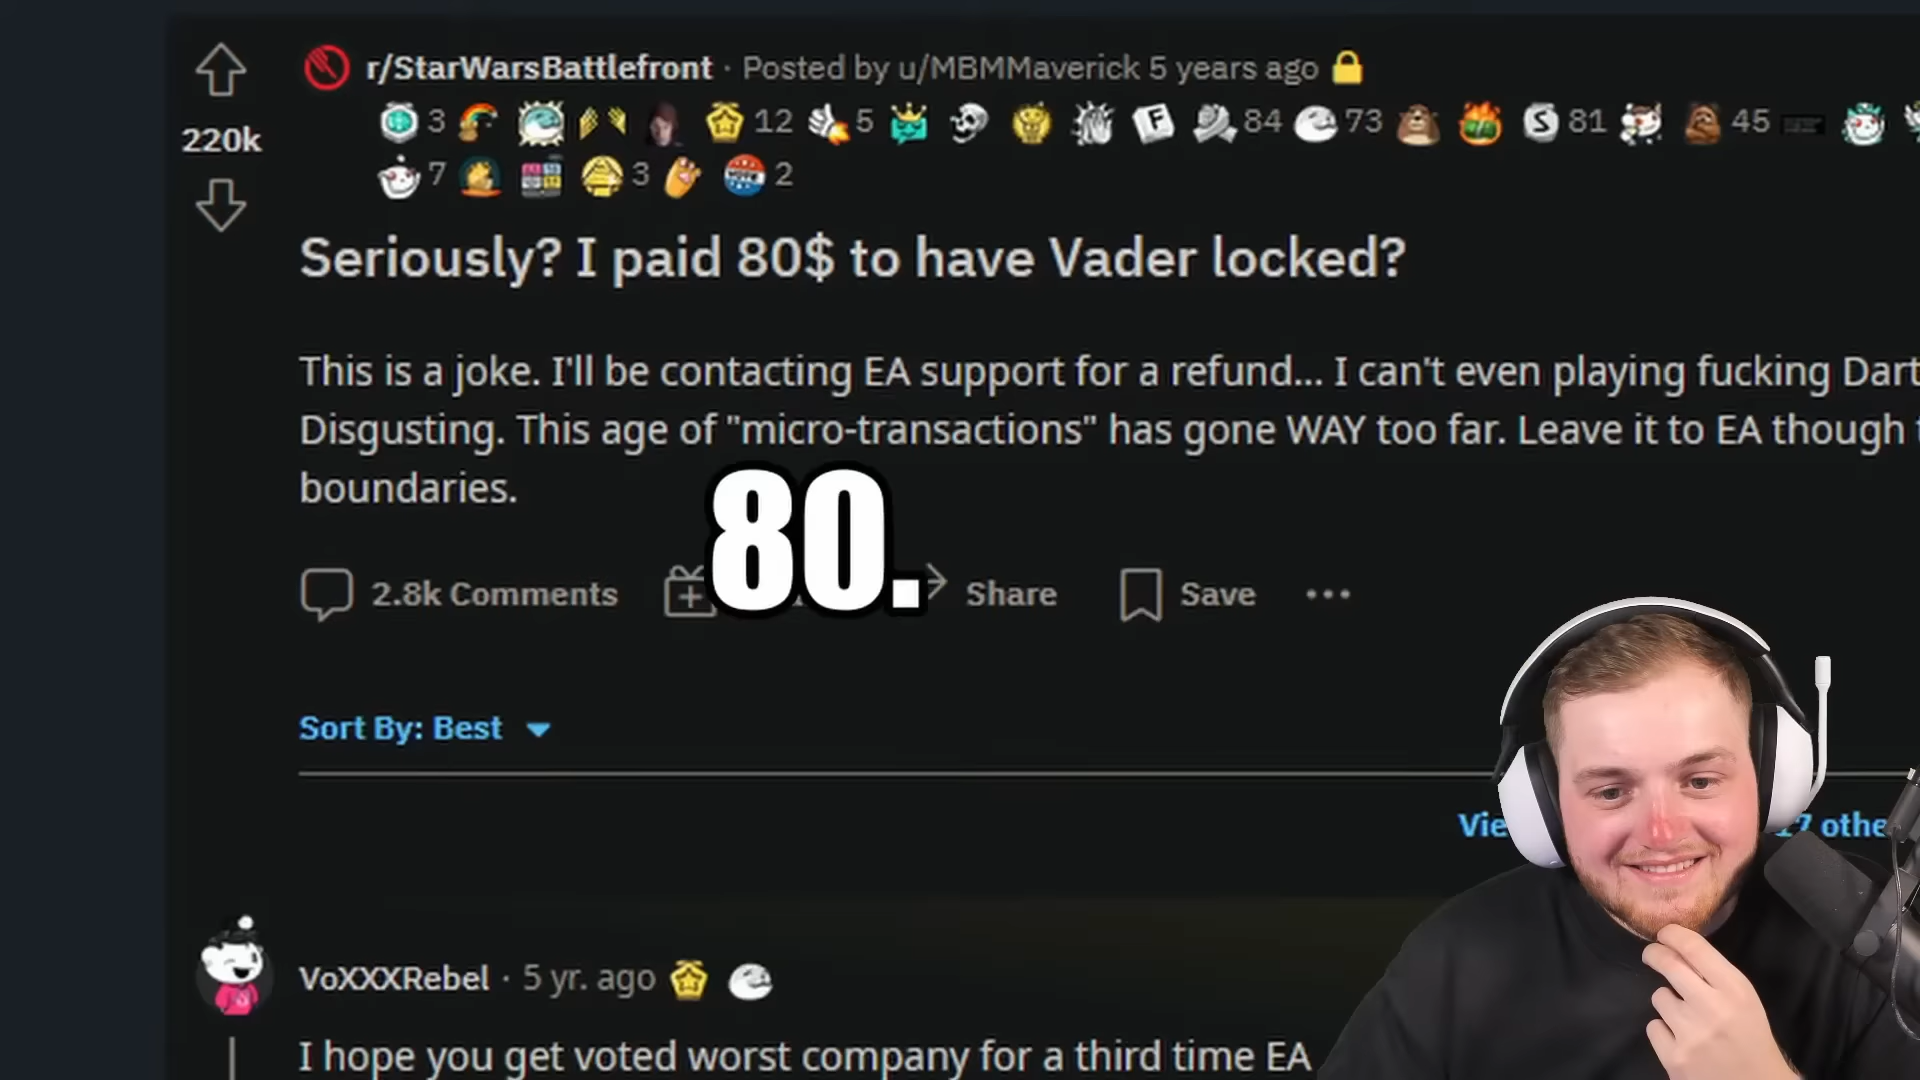 r/StarWarsBattlefront · Posted by u/MBMMaverick 5 years ago
3 12 5 F 84 73 S 81 45
220k
7 3 VOTE 2
Seriously? I paid 80$ to have Vader locked?
This is a joke. I'll be contacting EA support for a refund... I can't even playing fucking Dart
Disgusting. This age of "micro-transactions" has gone WAY too far. Leave it to EA though
boundaries.
80.
2.8k Comments Share Save
Sort By: Best
Vie 17 othe
VoXXXRebel · 5 yr. ago
I hope you get voted worst company for a third time EA